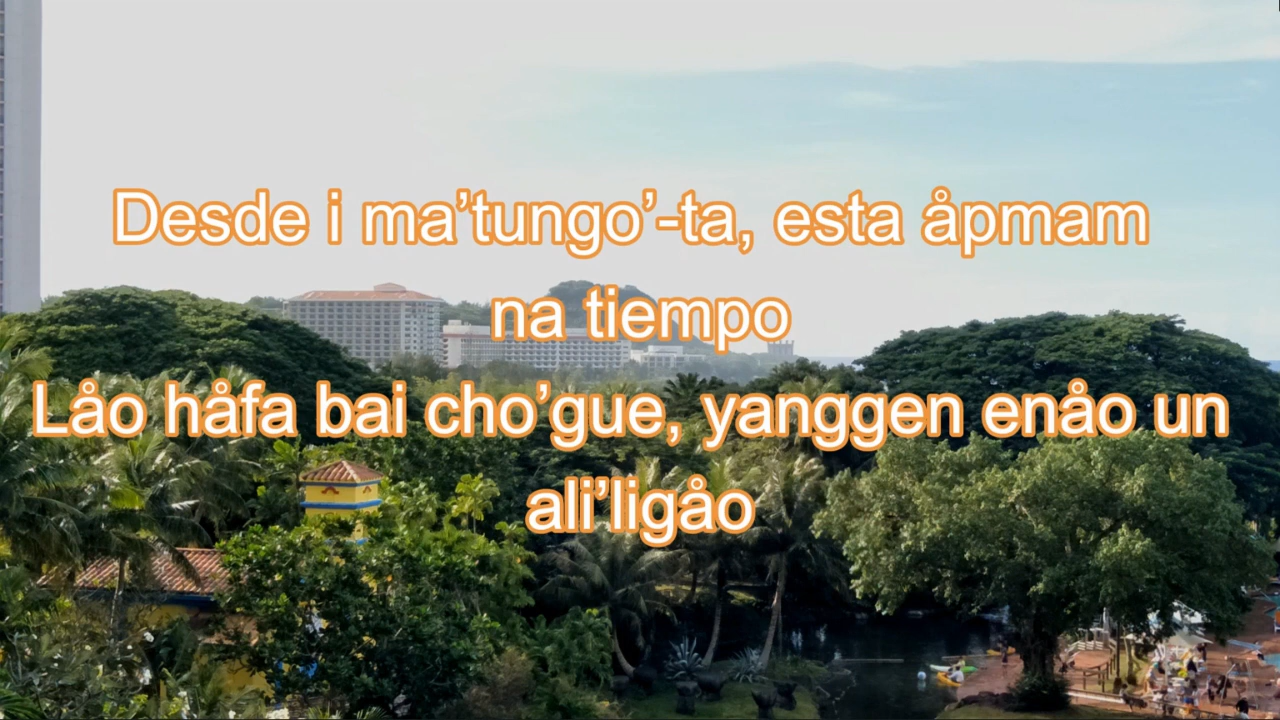 Desde i ma’tungo’-ta, esta åpmam
na tiempo
Låo håfa bai cho’gue, yanggen enåo un
ali’ligåo